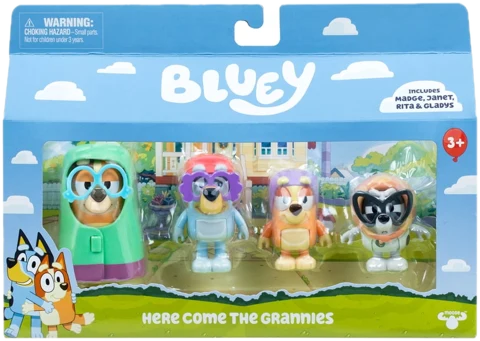 WARNING:
CHOKING HAZARD—Small parts
Not for children under 3 years.
BLUEY
INCLUDES
MADGE, JANET,
RITA & GLADYS
3+
HERE COME THE GRANNIES
moose